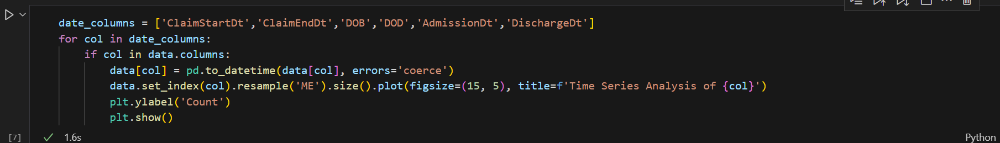 date_columns = ['ClaimStartDt','ClaimEndDt','DOB','DOD','AdmissionDt','DischargeDt']
for col in date_columns:
    if col in data.columns:
        data[col] = pd.to_datetime(data[col], errors='coerce')
        data.set_index(col).resample('ME').size().plot(figsize=(15, 5), title=f'Time Series Analysis of {col}')
        plt.ylabel('Count')
        plt.show()
[7] 1.6s Python